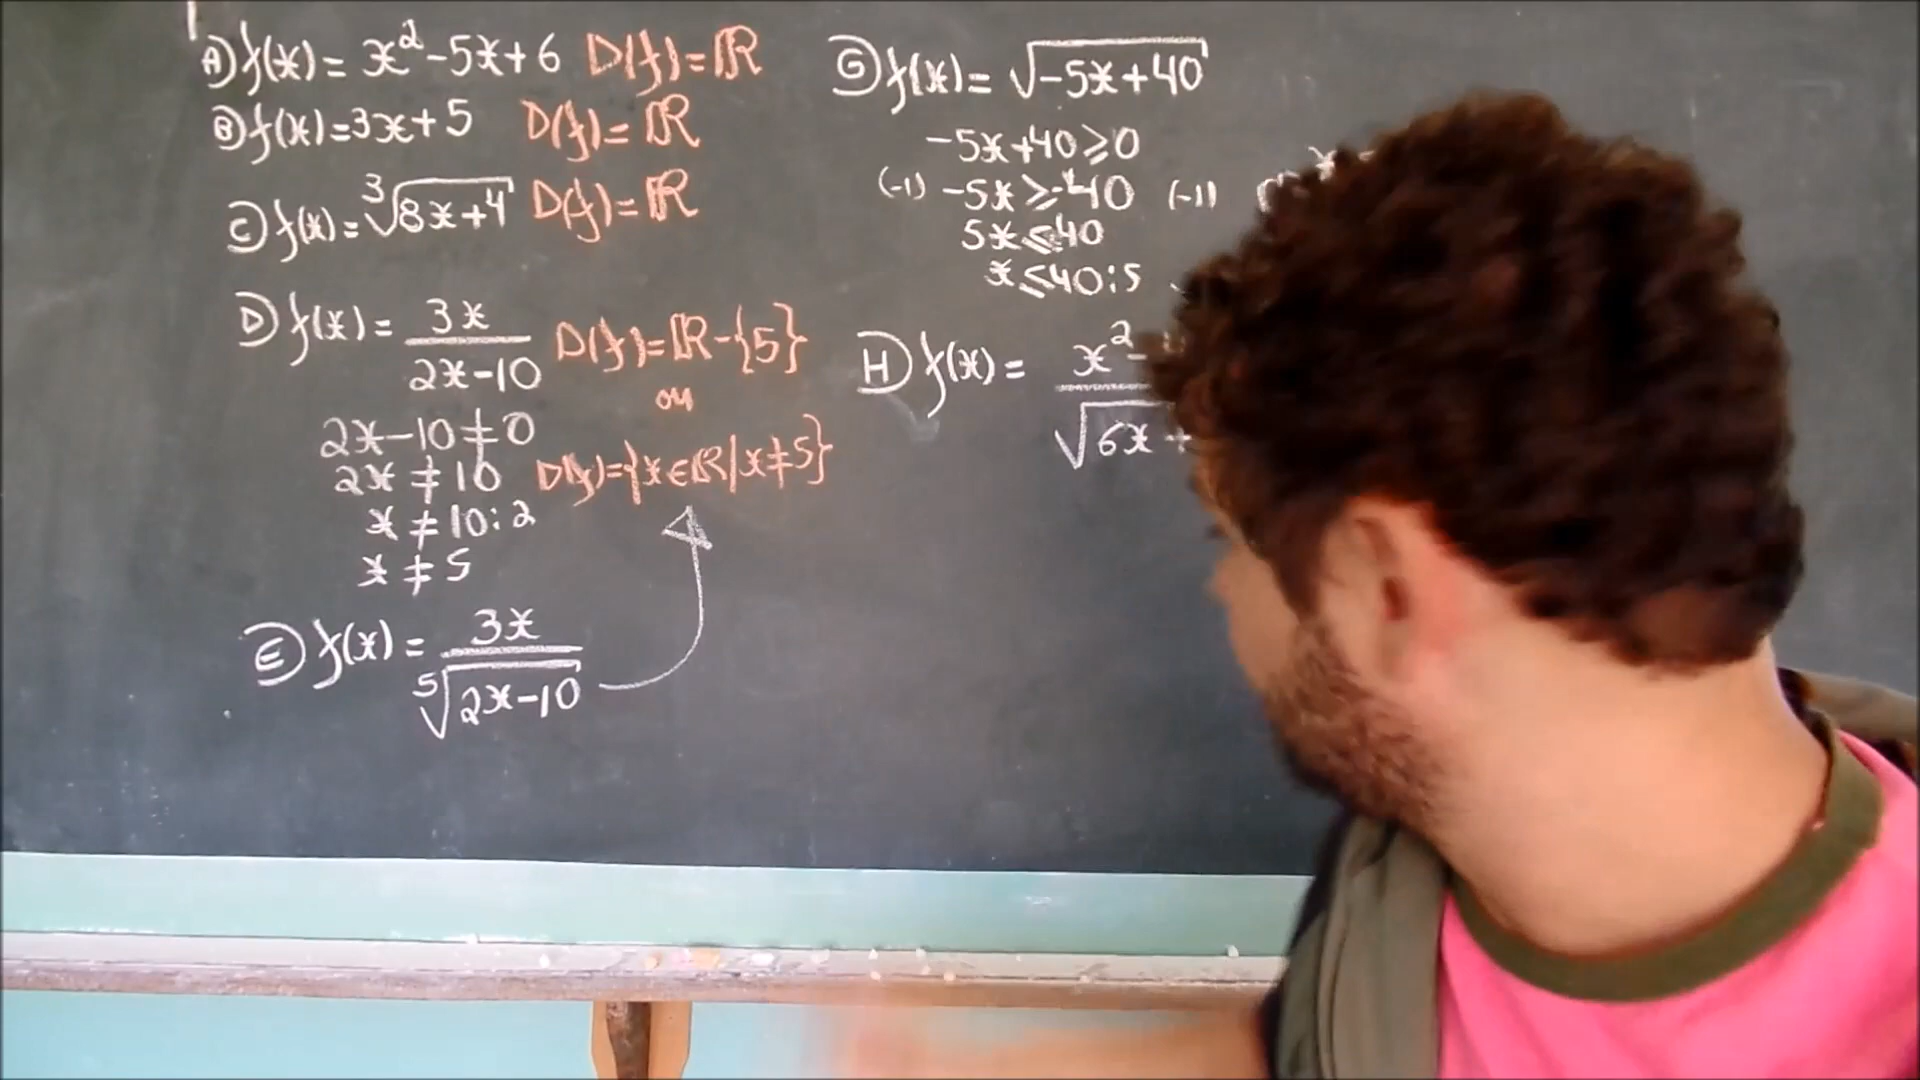 A) f(x) = x² - 5x + 6 D(f) = ℝ
B) f(x) = 3x + 5 D(f) = ℝ
C) f(x) = ∛(8x + 4) D(f) = ℝ
D) f(x) = 3x / (2x - 10) D(f) = ℝ - {5}
ou
2x - 10 ≠ 0
2x ≠ 10 D(f) = {x ∈ ℝ | x ≠ 5}
x ≠ 10 : 2
x ≠ 5
E) f(x) = 3x / ⁵√(2x - 10)
G) f(x) = √(-5x + 40)
-5x + 40 ≥ 0
(-1) -5x ≥ -40 (-1)
5x ≤ 40
x ≤ 40 : 5
H) f(x) = x² - / √6x +